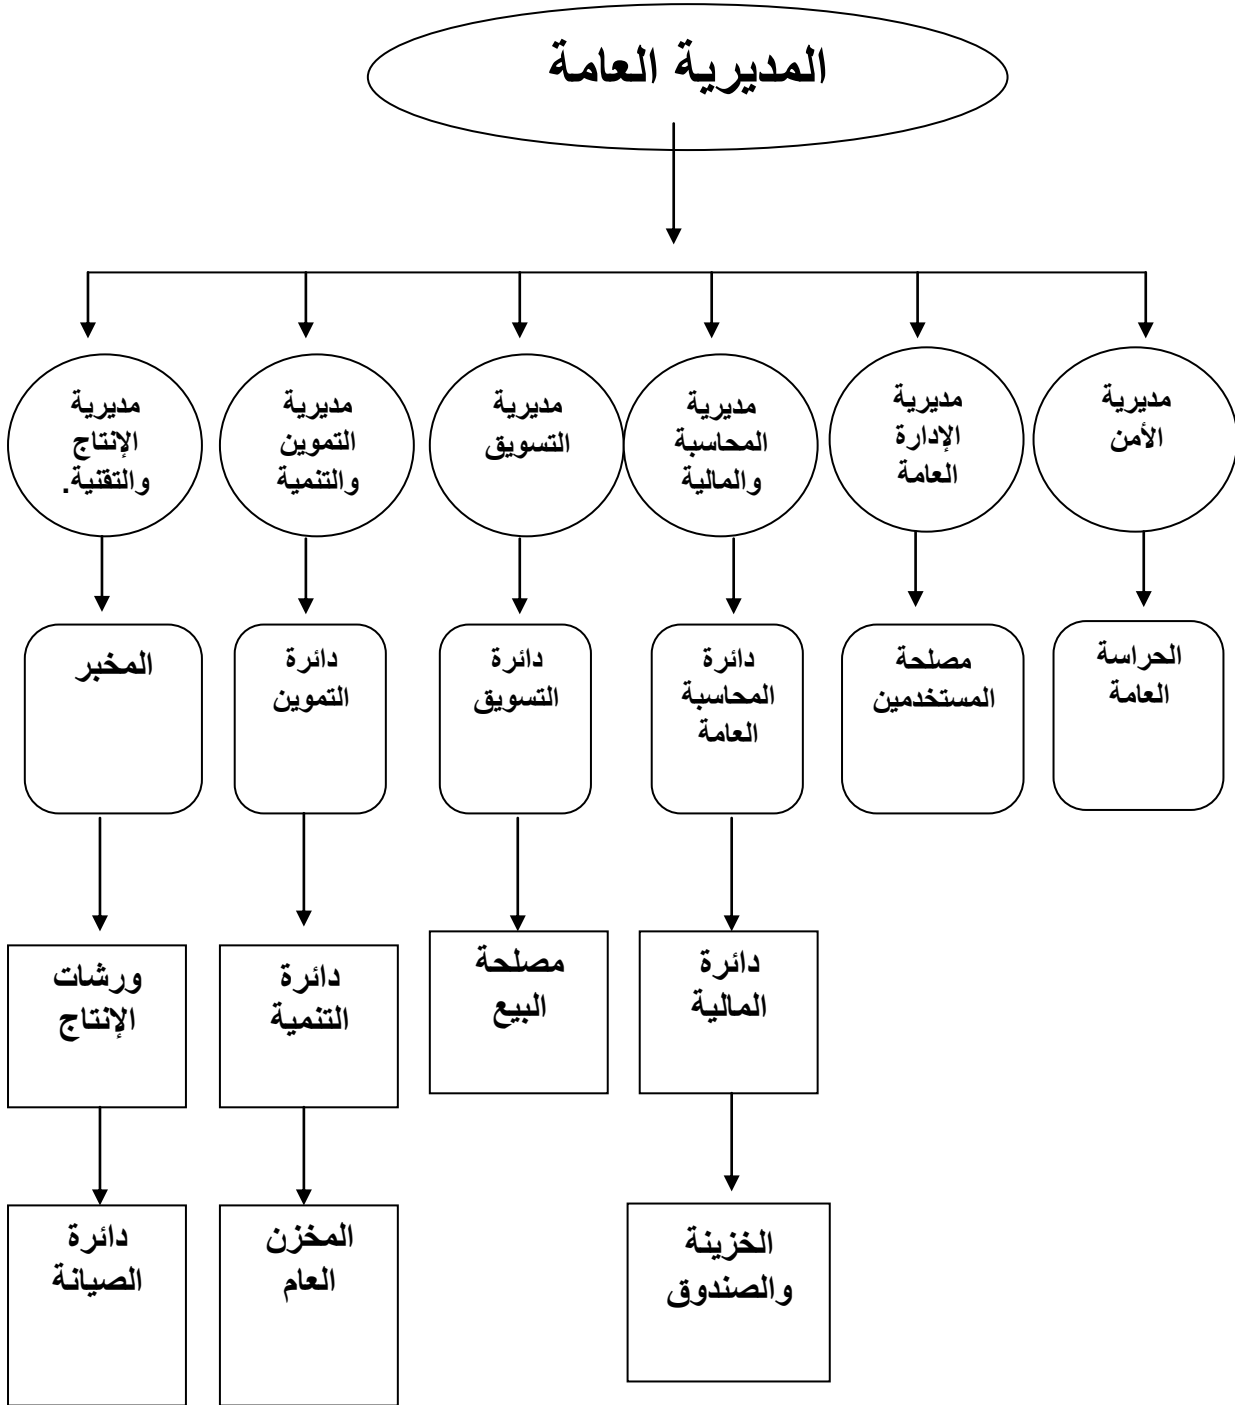 المديرية العامة
مديرية
الأمن
مديرية
الإدارة
العامة
مديرية
المحاسبة
والمالية
مديرية
التسويق
مديرية
التموين
والتنمية
مديرية
الإنتاج
والتقنية.
الحراسة
العامة
مصلحة
المستخدمين
دائرة
المحاسبة
العامة
دائرة
التسويق
دائرة
التموين
المخبر
دائرة
المالية
مصلحة
البيع
دائرة
التنمية
ورشات
الإنتاج
الخزينة
والصندوق
المخزن
العام
دائرة
الصيانة